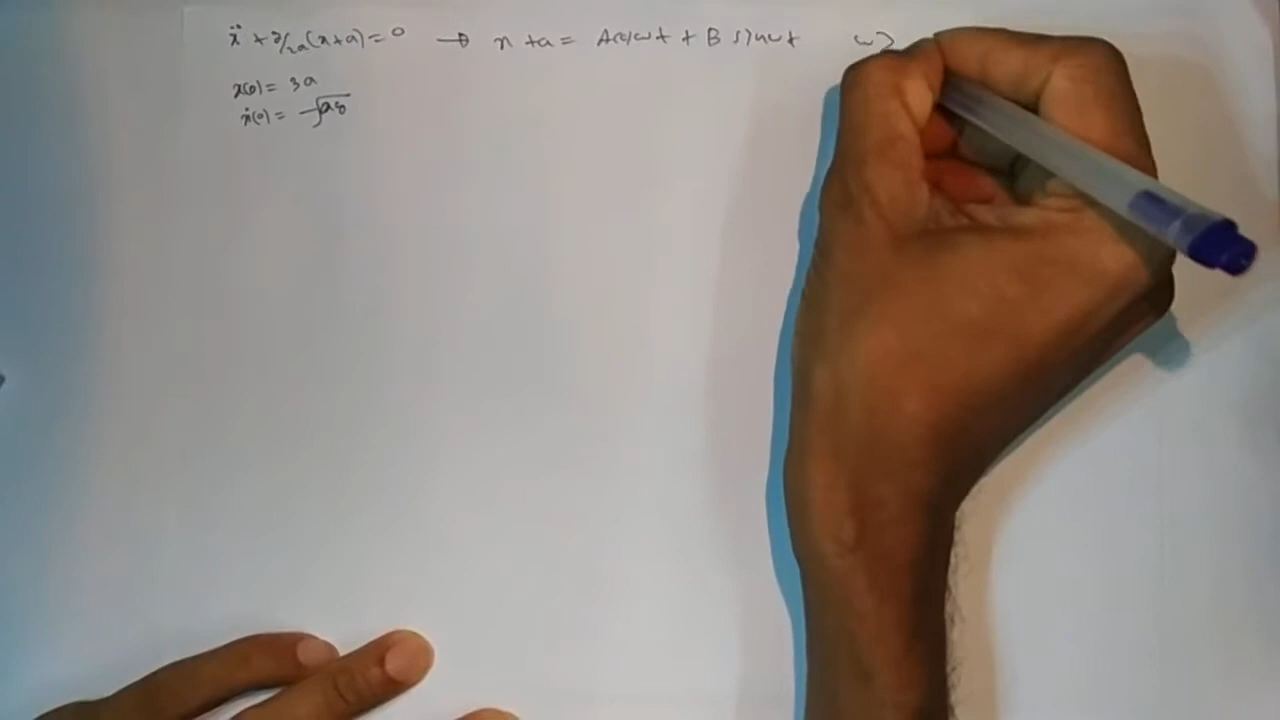 ẍ + g/2a (x+a) = 0 → x + a = A cos ωt + B sin ωt ω =
x(0) = 3a
ẋ(0) = -√ag